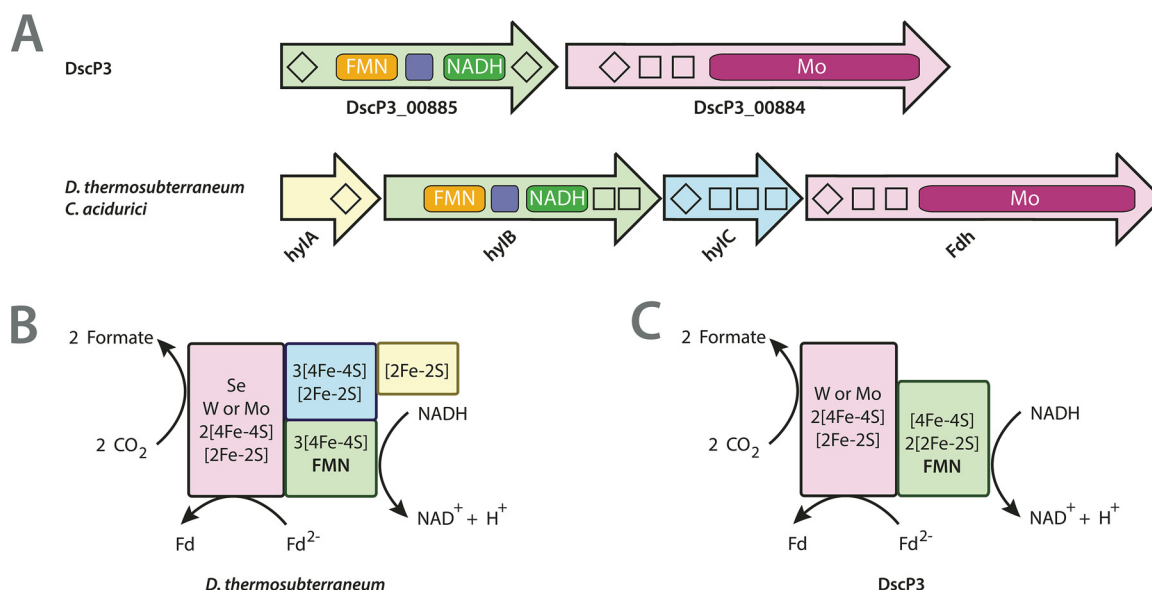 A
DscP3
FMN
NADH
Mo
DscP3_00885
DscP3_00884
D. thermosubterraneum
C. acidurici
FMN
NADH
Mo
hylA
hylB
hylC
Fdh
B
2 Formate
2 CO2
Se
W or Mo
2[4Fe-4S]
[2Fe-2S]
3[4Fe-4S]
[2Fe-2S]
[2Fe-2S]
3[4Fe-4S]
FMN
NADH
NAD+ + H+
Fd
Fd2-
D. thermosubterraneum
C
2 Formate
2 CO2
W or Mo
2[4Fe-4S]
[2Fe-2S]
[4Fe-4S]
2[2Fe-2S]
FMN
NADH
NAD+ + H+
Fd
Fd2-
DscP3